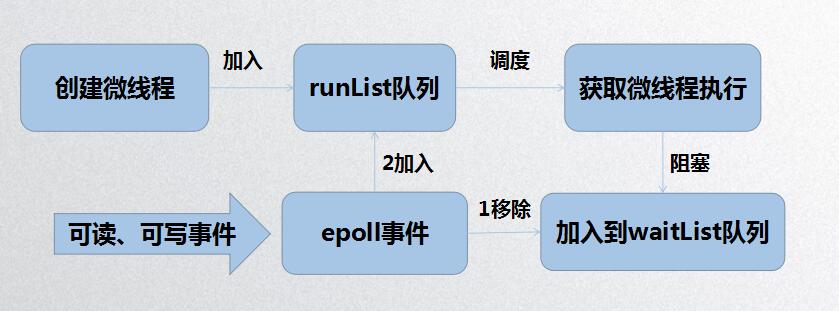 加入
调度
创建微线程
runList队列
获取微线程执行
2加入
阻塞
1移除
可读、可写事件
epoll事件
加入到waitList队列